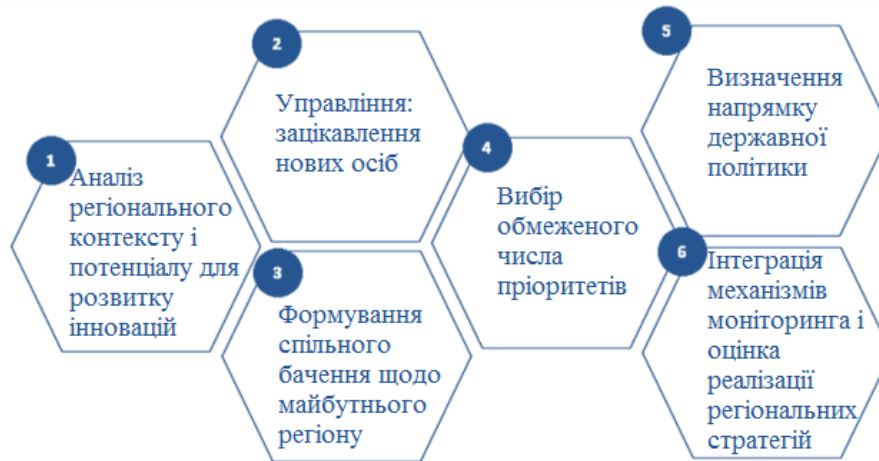 1
Аналіз
регіонального
контексту і
потенціалу для
розвитку
інновацій
2
Управління:
зацікавлення
нових осіб
3
Формування
спільного
бачення щодо
майбутнього
регіону
4
Вибір
обмеженого
числа
пріоритетів
5
Визначення
напрямку
державної
політики
6
Інтеграція
механізмів
моніторинга і
оцінка
реалізації
регіональних
стратегій